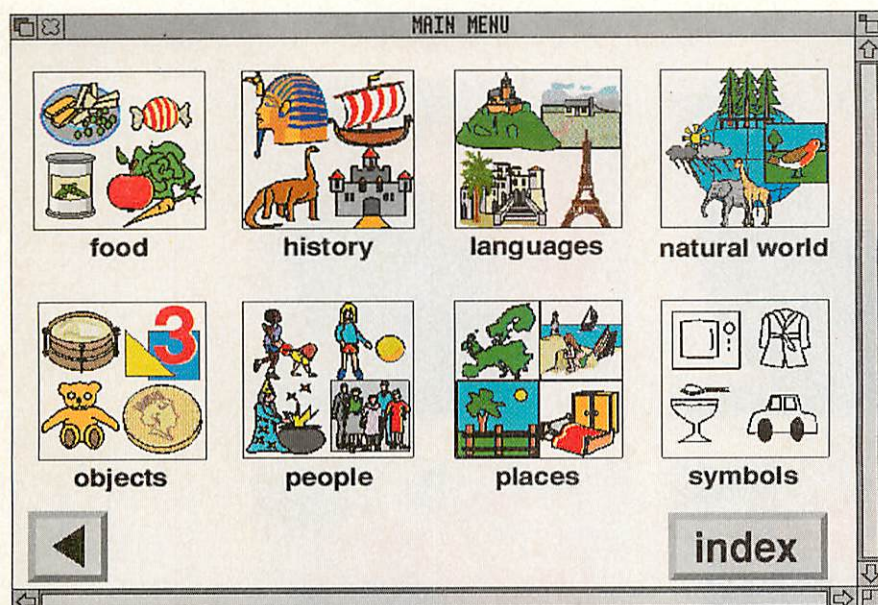 MAIN MENU
food
history
languages
natural world
3
objects
people
places
symbols
index